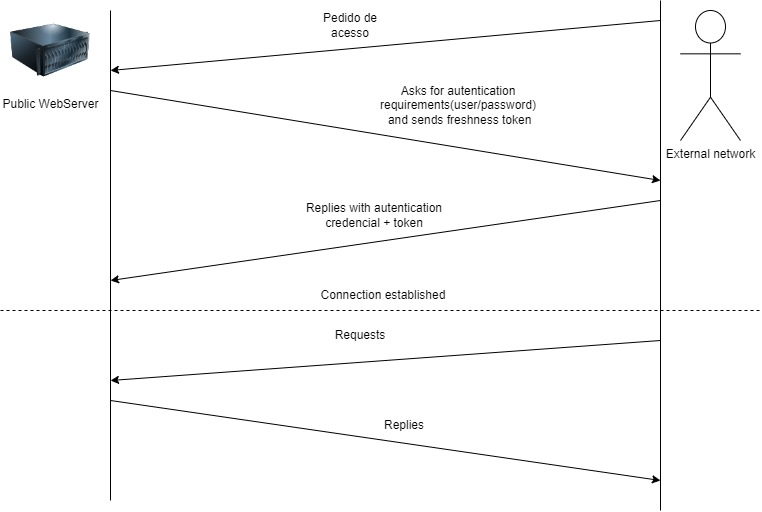 Pedido de
acesso
Public WebServer
Asks for autentication
requirements(user/password)
and sends freshness token
External network
Replies with autentication
credencial + token
Connection established
Requests
Replies